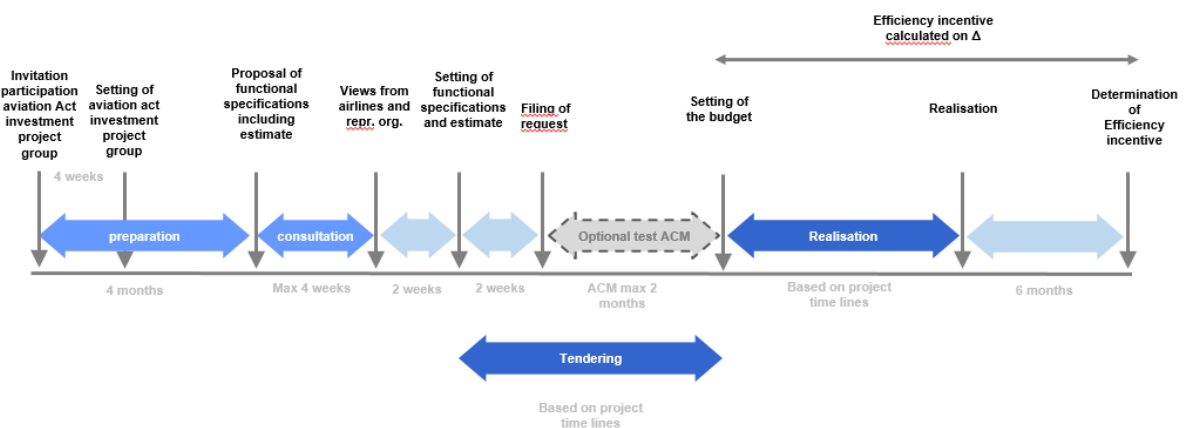 Efficiency incentive
calculated on Δ
Invitation
participation
aviation Act
investment
project
group
Setting of
aviation act
investment
project
group
Proposal of
functional
specifications
including
estimate
Views from
airlines and
repr. org.
Setting of
functional
specifications
and estimate
Filing of
request
Setting of
the budget
Realisation
Determination
of
Efficiency
incentive
4 weeks
preparation
consultation
Optional test ACM
Realisation
4 months
Max 4 weeks
2 weeks
2 weeks
ACM max 2
months
Based on project
time lines
6 months
Tendering
Based on project
time lines